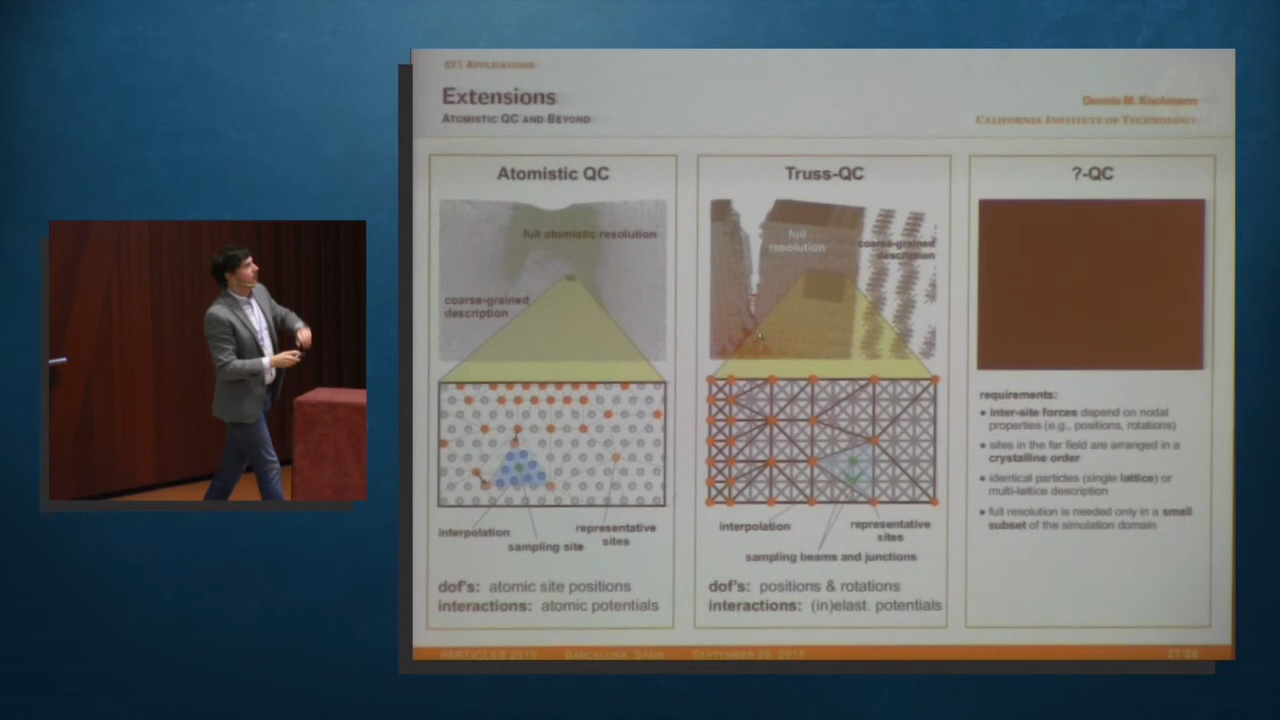 07| APPLICATIONS
Extensions
ATOMISTIC QC AND BEYOND
Dennis M. Kochmann
CALIFORNIA INSTITUTE OF TECHNOLOGY
Atomistic QC
full atomistic resolution
coarse-grained
description
interpolation
sampling site
representative
sites
dof's: atomic site positions
interactions: atomic potentials
Truss-QC
full
resolution
coarse-grained
description
interpolation
representative
sites
sampling beams and junctions
dof's: positions & rotations
interactions: (in)elast. potentials
?-QC
requirements:
• inter-site forces depend on nodal
properties (e.g., positions, rotations)
• sites in the far field are arranged in a
crystalline order
• identical particles (single lattice) or
multi-lattice description
• full resolution is needed only in a small
subset of the simulation domain
BARCELONA, SPAIN